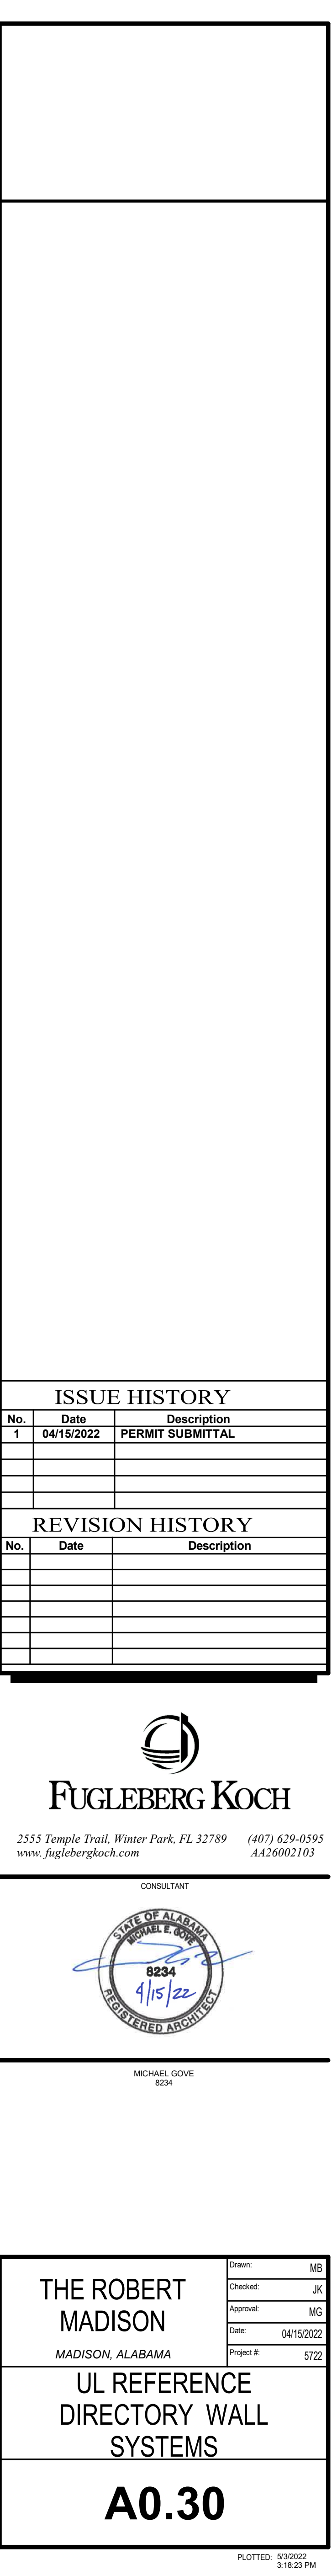 ISSUE HISTORY
No. Date Description
1 04/15/2022 PERMIT SUBMITTAL
REVISION HISTORY
No. Date Description
FUGLEBERG KOCH
2555 Temple Trail, Winter Park, FL 32789 (407) 629-0595
www. fuglebergkoch.com AA26002103
CONSULTANT
STATE OF ALABAMA
MICHAEL E. GOVE
8234
4/15/22
REGISTERED ARCHITECT
MICHAEL GOVE
8234
THE ROBERT
MADISON
MADISON, ALABAMA
Drawn: MB
Checked: JK
Approval: MG
Date: 04/15/2022
Project #: 5722
UL REFERENCE
DIRECTORY WALL
SYSTEMS
A0.30
PLOTTED: 5/3/2022
3:18:23 PM